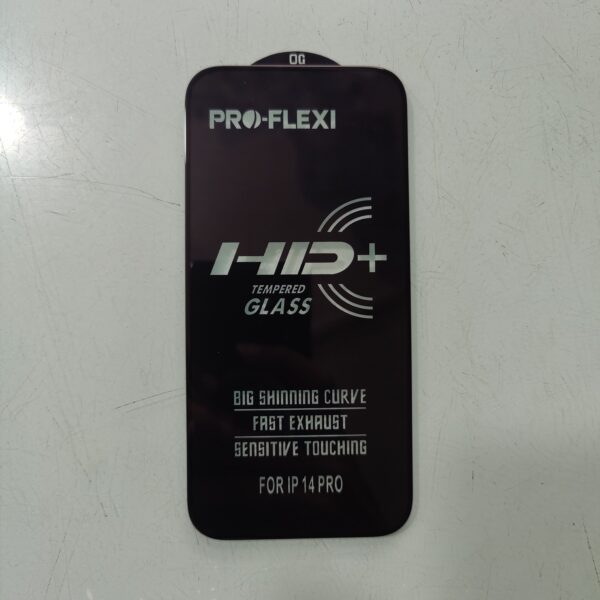 OG
PRO-FLEXI
HD+
TEMPERED
GLASS
BIG SHINNING CURVE
FAST EXHAUST
SENSITIVE TOUCHING
FOR IP 14 PRO